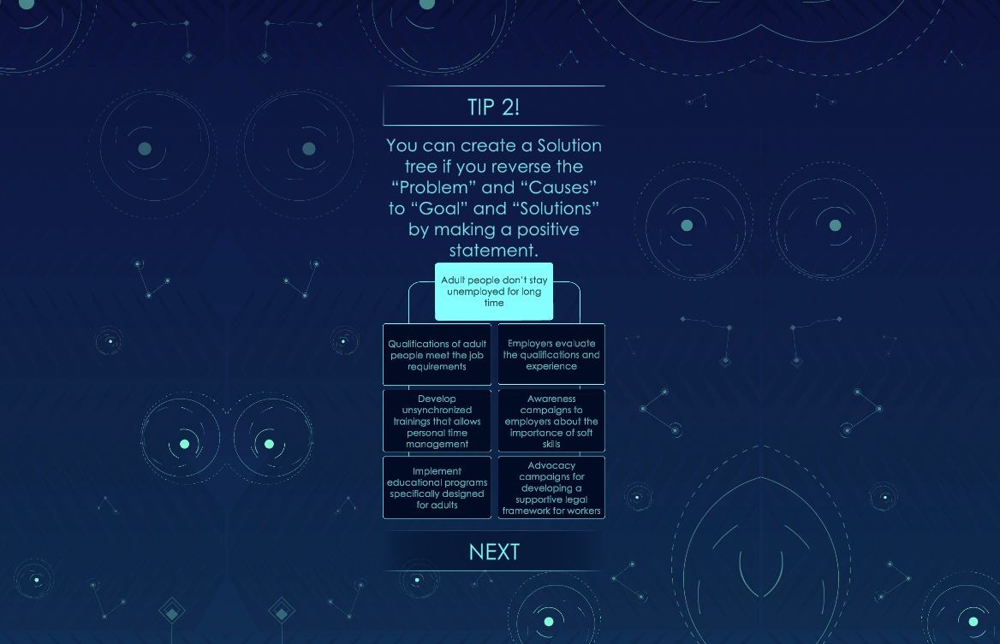 TIP 2!
You can create a Solution
tree if you reverse the
“Problem” and “Causes”
to “Goal” and “Solutions”
by making a positive
statement.
Adult people don’t stay
unemployed for long
time
Qualifications of adult
people meet the job
requirements
Employers evaluate
the qualifications and
experience
Develop
unsynchronized
trainings that allows
personal time
management
Awareness
campaigns to
employers about the
importance of soft
skills
Implement
educational programs
specifically designed
for adults
Advocacy
campaigns for
developing a
supportive legal
framework for workers
NEXT